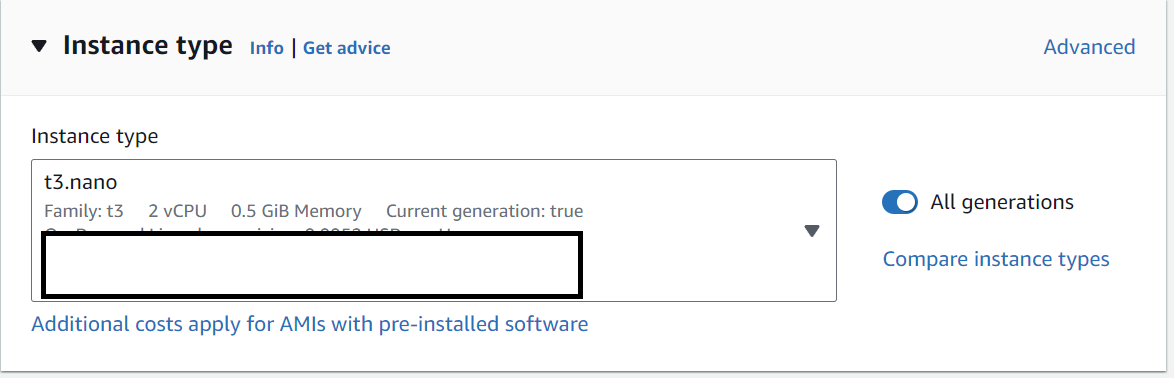 Instance type Info | Get advice
Advanced
Instance type
t3.nano
Family: t3 2 vCPU 0.5 GiB Memory Current generation: true
All generations
Compare instance types
Additional costs apply for AMIs with pre-installed software